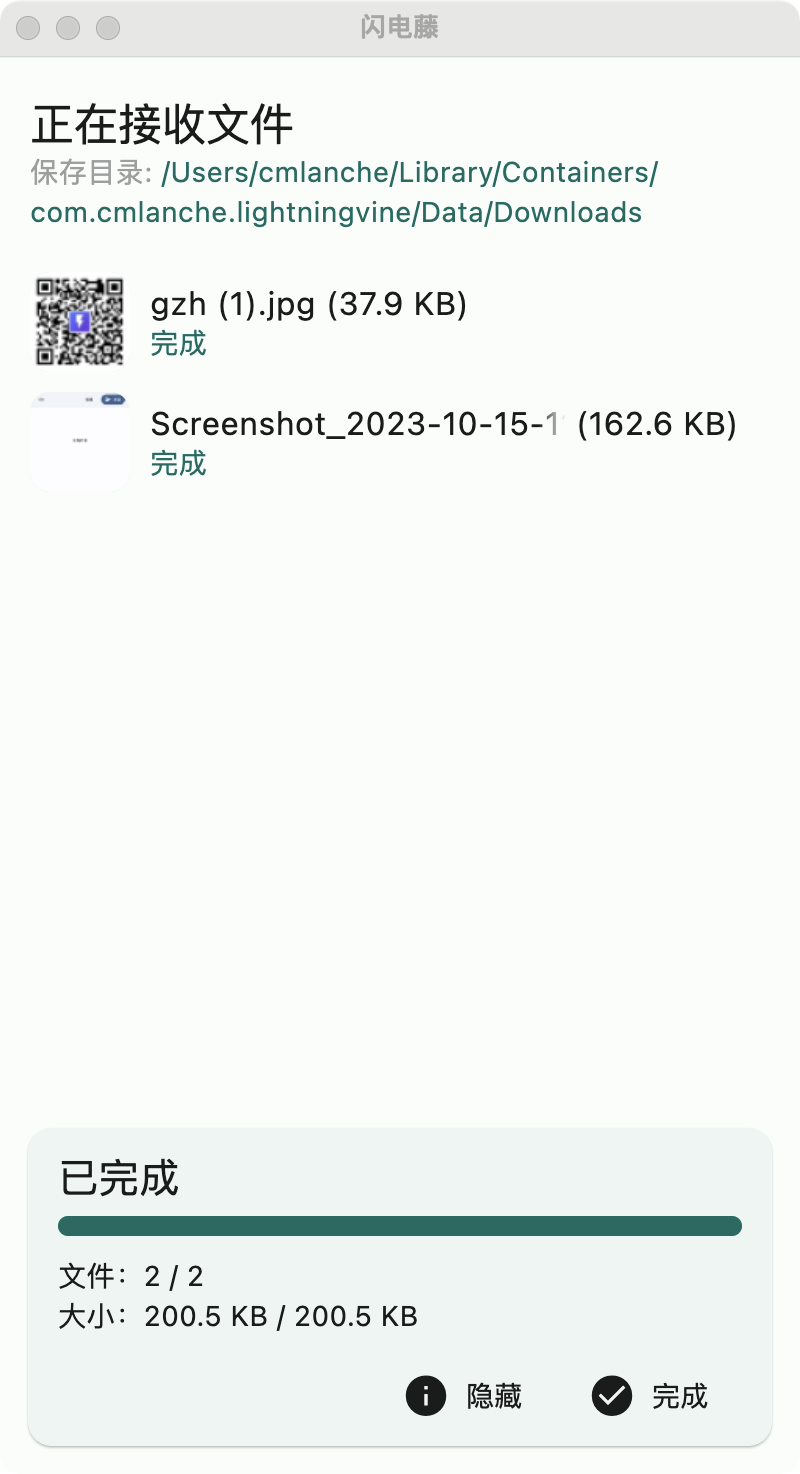 闪电藤
正在接收文件
保存目录: /Users/cmlanche/Library/Containers/
com.cmlanche.lightningvine/Data/Downloads
gzh (1).jpg (37.9 KB)
完成
Screenshot_2023-10-15-1 (162.6 KB)
完成
已完成
文件：2 / 2
大小：200.5 KB / 200.5 KB
隐藏
完成